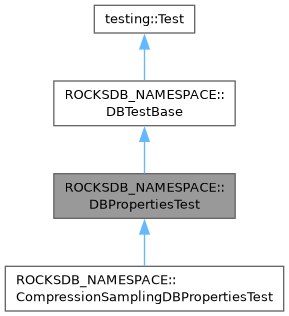 testing::Test
ROCKSDB_NAMESPACE::
DBTestBase
ROCKSDB_NAMESPACE::
DBPropertiesTest
ROCKSDB_NAMESPACE::
CompressionSamplingDBPropertiesTest